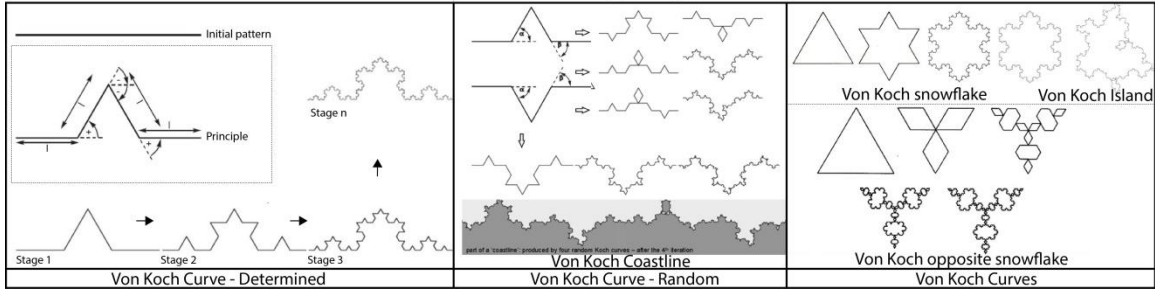 Initial pattern
l
l
+
-
Principle
l
+
l
Stage n
Stage 1
Stage 2
Stage 3
Von Koch Curve - Determined
α
β
α
β
part of a 'coastline': produced by four random Koch curves – after the 4th iteration
Von Koch Coastline
Von Koch Curve - Random
Von Koch snowflake
Von Koch Island
Von Koch opposite snowflake
Von Koch Curves